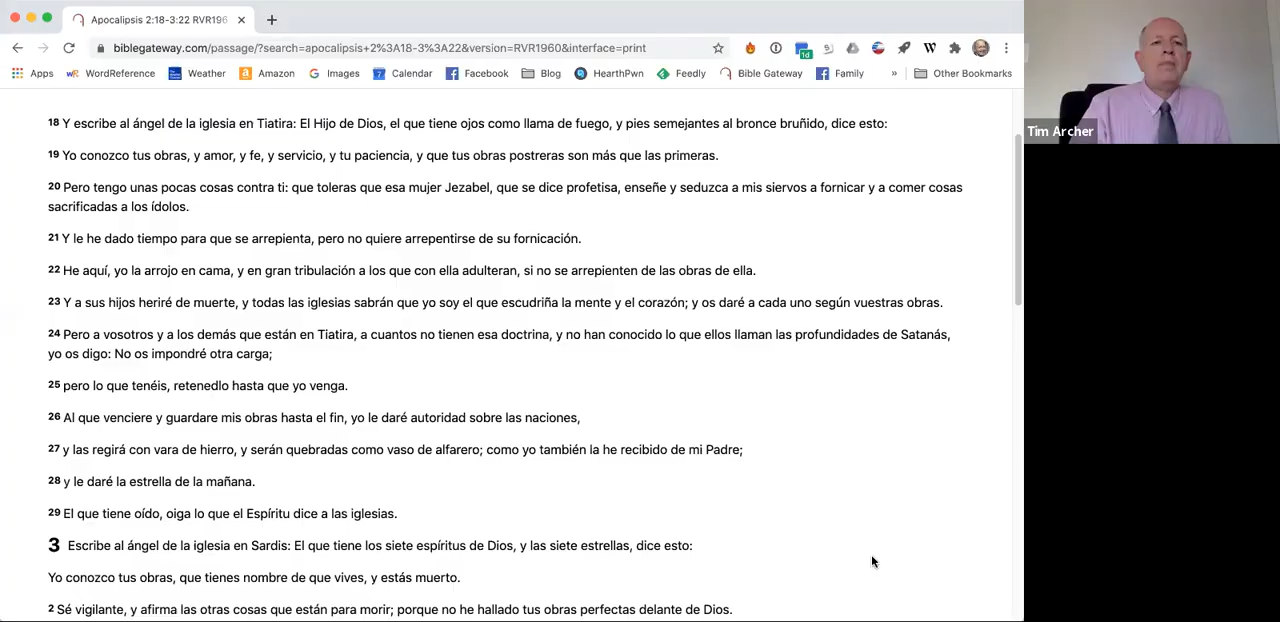 Apocalipsis 2:18-3:22 RVR196
biblegateway.com/passage/?search=apocalipsis+2%3A18-3%3A22&version=RVR1960&interface=print
1d
W
Apps WordReference Weather Amazon Images Calendar Facebook Blog HearthPwn Feedly Bible Gateway Family » Other Bookmarks
Tim Archer
18 Y escribe al ángel de la iglesia en Tiatira: El Hijo de Dios, el que tiene ojos como llama de fuego, y pies semejantes al bronce bruñido, dice esto:
19 Yo conozco tus obras, y amor, y fe, y servicio, y tu paciencia, y que tus obras postreras son más que las primeras.
20 Pero tengo unas pocas cosas contra ti: que toleras que esa mujer Jezabel, que se dice profetisa, enseñe y seduzca a mis siervos a fornicar y a comer cosas
sacrificadas a los ídolos.
21 Y le he dado tiempo para que se arrepienta, pero no quiere arrepentirse de su fornicación.
22 He aquí, yo la arrojo en cama, y en gran tribulación a los que con ella adulteran, si no se arrepienten de las obras de ella.
23 Y a sus hijos heriré de muerte, y todas las iglesias sabrán que yo soy el que escudriña la mente y el corazón; y os daré a cada uno según vuestras obras.
24 Pero a vosotros y a los demás que están en Tiatira, a cuantos no tienen esa doctrina, y no han conocido lo que ellos llaman las profundidades de Satanás,
yo os digo: No os impondré otra carga;
25 pero lo que tenéis, retenedlo hasta que yo venga.
26 Al que venciere y guardare mis obras hasta el fin, yo le daré autoridad sobre las naciones,
27 y las regirá con vara de hierro, y serán quebradas como vaso de alfarero; como yo también la he recibido de mi Padre;
28 y le daré la estrella de la mañana.
29 El que tiene oído, oiga lo que el Espíritu dice a las iglesias.
3 Escribe al ángel de la iglesia en Sardis: El que tiene los siete espíritus de Dios, y las siete estrellas, dice esto:
Yo conozco tus obras, que tienes nombre de que vives, y estás muerto.
2 Sé vigilante, y afirma las otras cosas que están para morir; porque no he hallado tus obras perfectas delante de Dios.